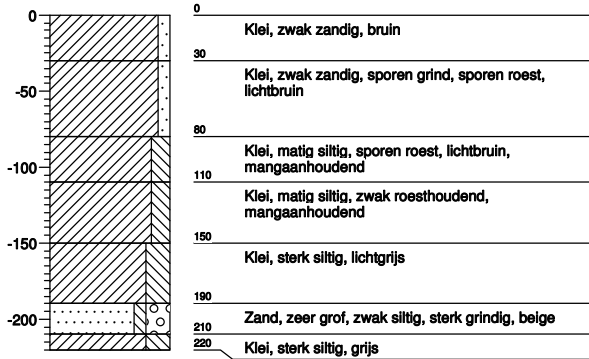 0
0
Klei, zwak zandig, bruin
30
Klei, zwak zandig, sporen grind, sporen roest,
lichtbruin
-50
80
Klei, matig siltig, sporen roest, lichtbruin,
mangaanhoudend
-100
110
Klei, matig siltig, zwak roesthoudend,
mangaanhoudend
-150
150
Klei, sterk siltig, lichtgrijs
190
Zand, zeer grof, zwak siltig, sterk grindig, beige
-200
210
Klei, sterk siltig, grijs
220